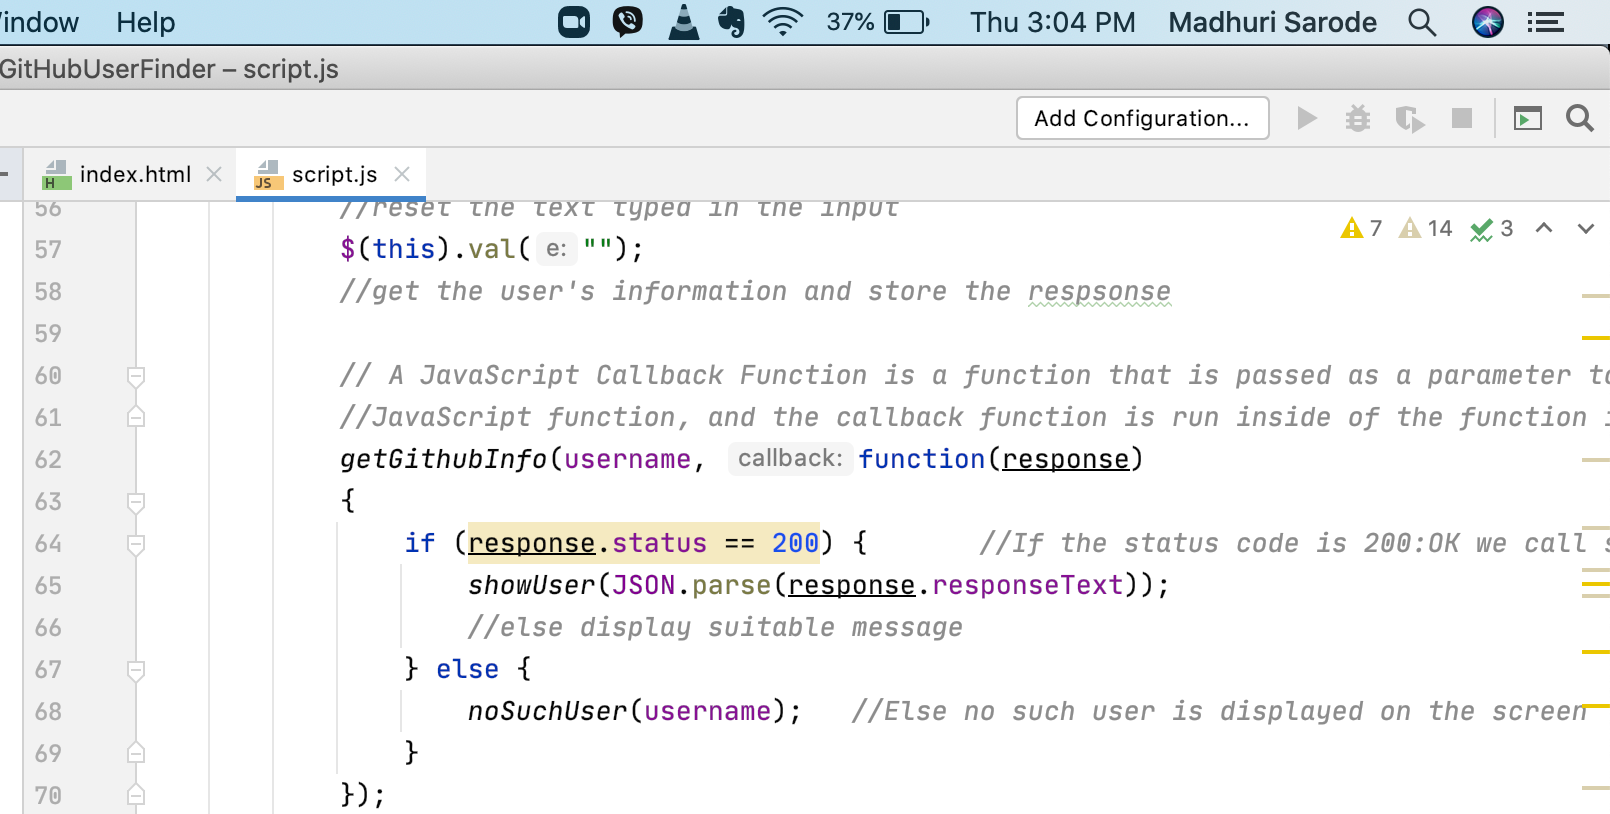 indow Help 37% Thu 3:04 PM Madhuri Sarode
GitHubUserFinder – script.js
Add Configuration...
H index.html JS script.js
56 //reset the text typed in the input
7 14 3
57 $(this).val( e: "");
58 //get the user's information and store the respsonse
59
60 // A JavaScript Callback Function is a function that is passed as a parameter to
61 //JavaScript function, and the callback function is run inside of the function
62 getGithubInfo(username, callback: function(response)
63 {
64 if (response.status == 200) { //If the status code is 200:OK we call
65 showUser(JSON.parse(response.responseText));
66 //else display suitable message
67 } else {
68 noSuchUser(username); //Else no such user is displayed on the screen
69 }
70 });